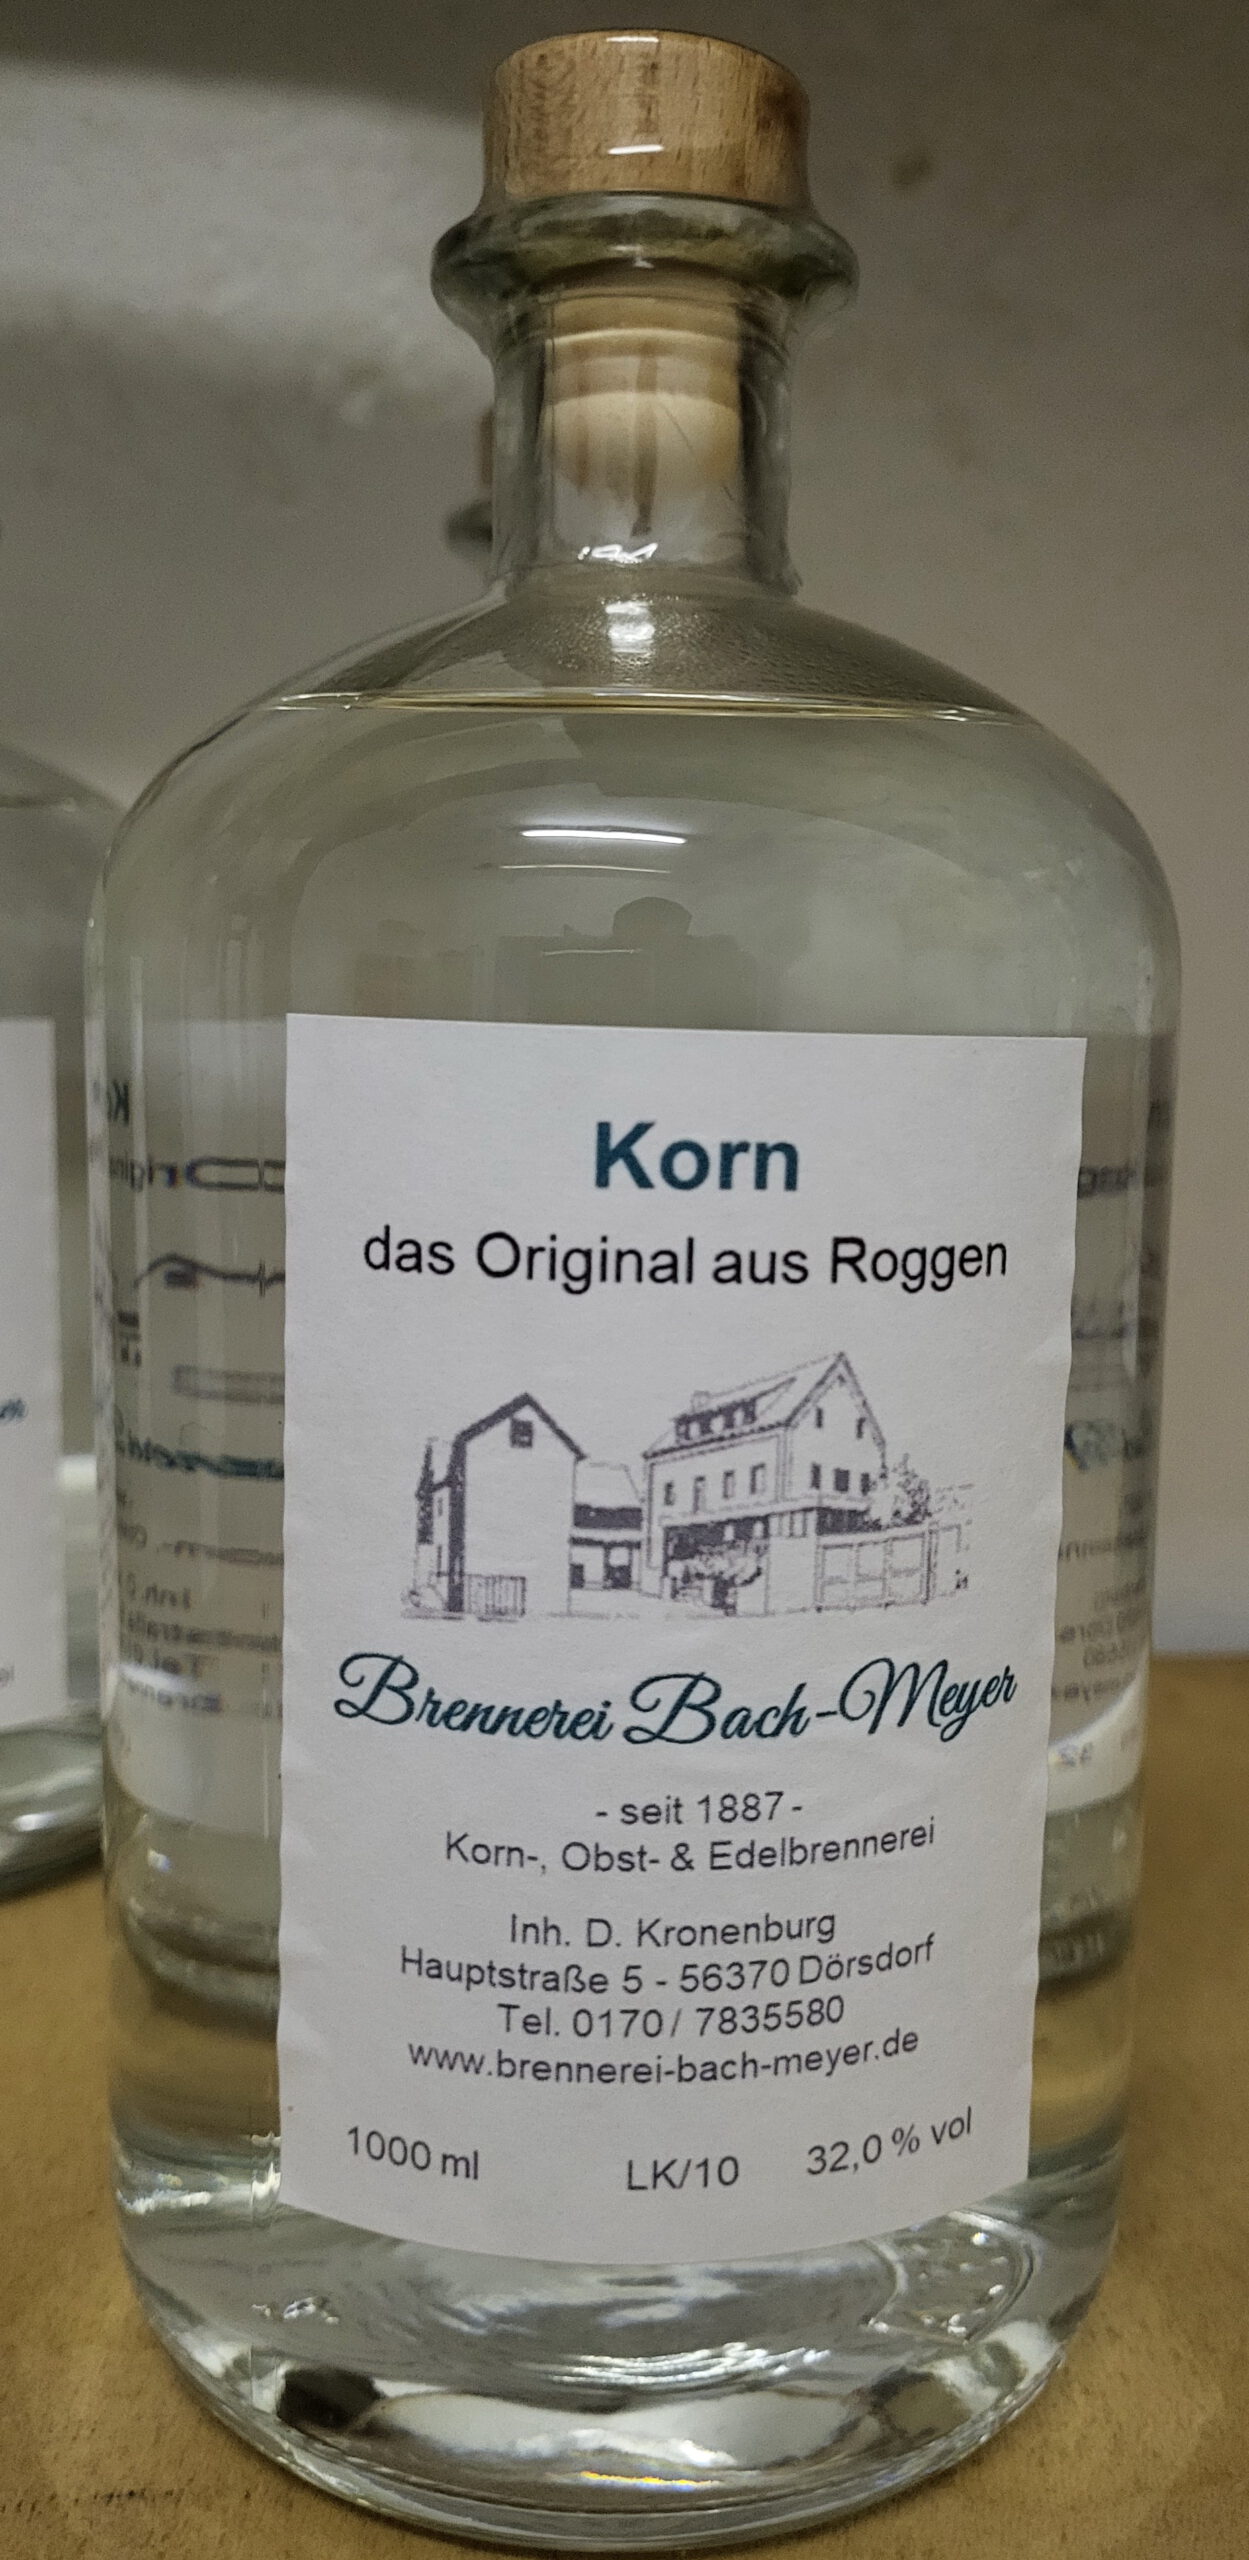 Korn
das Original aus Roggen
Brennerei Bach-Meyer
- seit 1887 -
Korn-, Obst- & Edelbrennerei
Inh. D. Kronenburg
Hauptstraße 5 - 56370 Dörsdorf
Tel. 0170 / 7835580
www.brennerei-bach-meyer.de
1000 ml LK/10 32,0 % vol